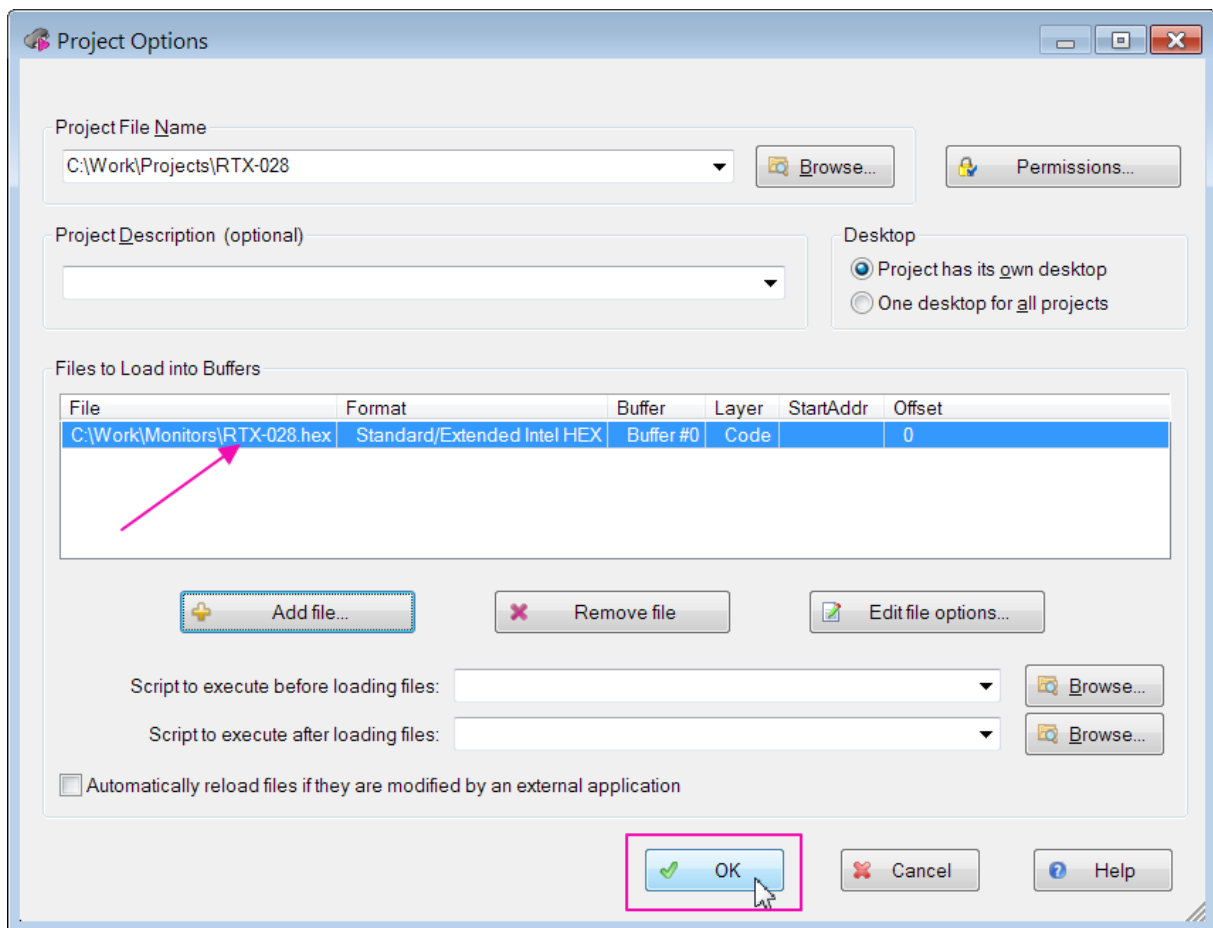 Project Options
Project File Name
C:\Work\Projects\RTX-028
Browse...
Permissions...
Project Description (optional)
Desktop
Project has its own desktop
One desktop for all projects
Files to Load into Buffers
File Format Buffer Layer StartAddr Offset
C:\Work\Monitors\RTX-028.hex Standard/Extended Intel HEX Buffer #0 Code 0
Add file... Remove file Edit file options...
Script to execute before loading files: Browse...
Script to execute after loading files: Browse...
Automatically reload files if they are modified by an external application
OK Cancel Help